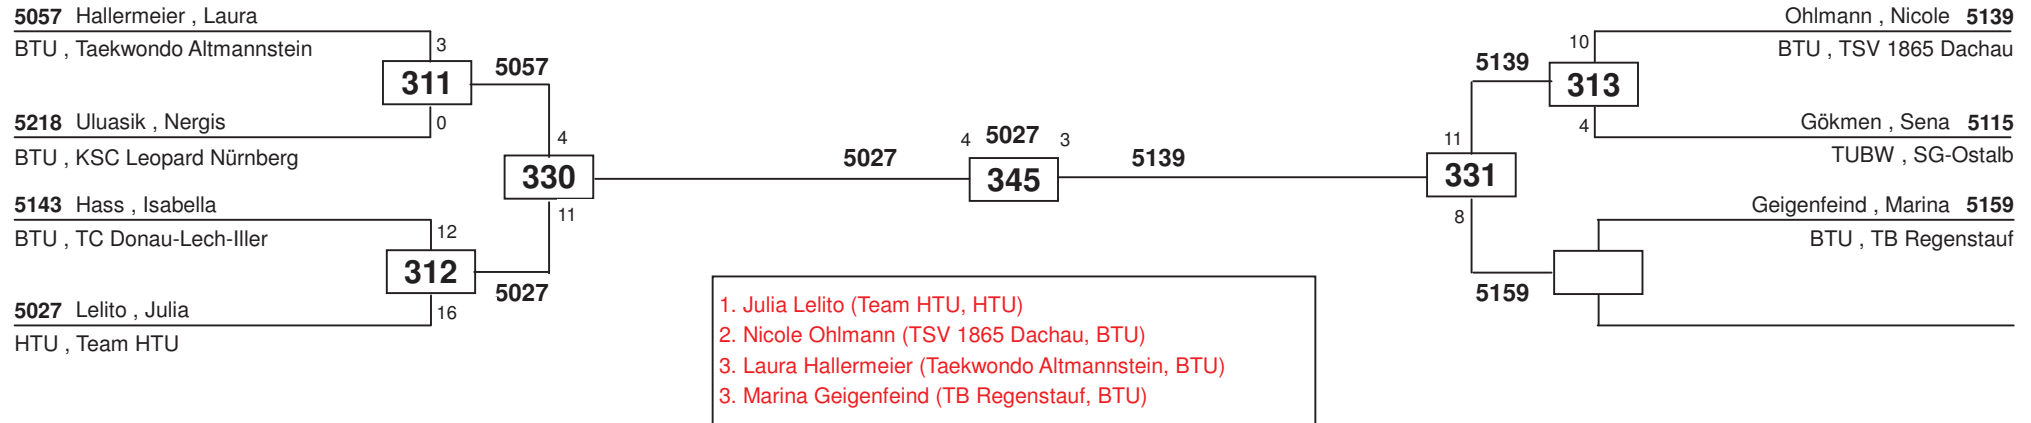 5057 Hallermeier , Laura
BTU , Taekwondo Altmannstein
3
311
5057
5218 Uluasik , Nergis
0
BTU , KSC Leopard Nürnberg
4
330
5143 Hass , Isabella
11
BTU , TC Donau-Lech-Iller
12
312
5027
5027 Lelito , Julia
16
HTU , Team HTU
5027
4 5027 3
345
5139
Ohlmann , Nicole 5139
10
BTU , TSV 1865 Dachau
5139
313
Gökmen , Sena 5115
4
TUBW , SG-Ostalb
11
331
8
Geigenfeind , Marina 5159
BTU , TB Regenstauf
5159
1. Julia Lelito (Team HTU, HTU)
2. Nicole Ohlmann (TSV 1865 Dachau, BTU)
3. Laura Hallermeier (Taekwondo Altmannstein, BTU)
3. Marina Geigenfeind (TB Regenstauf, BTU)